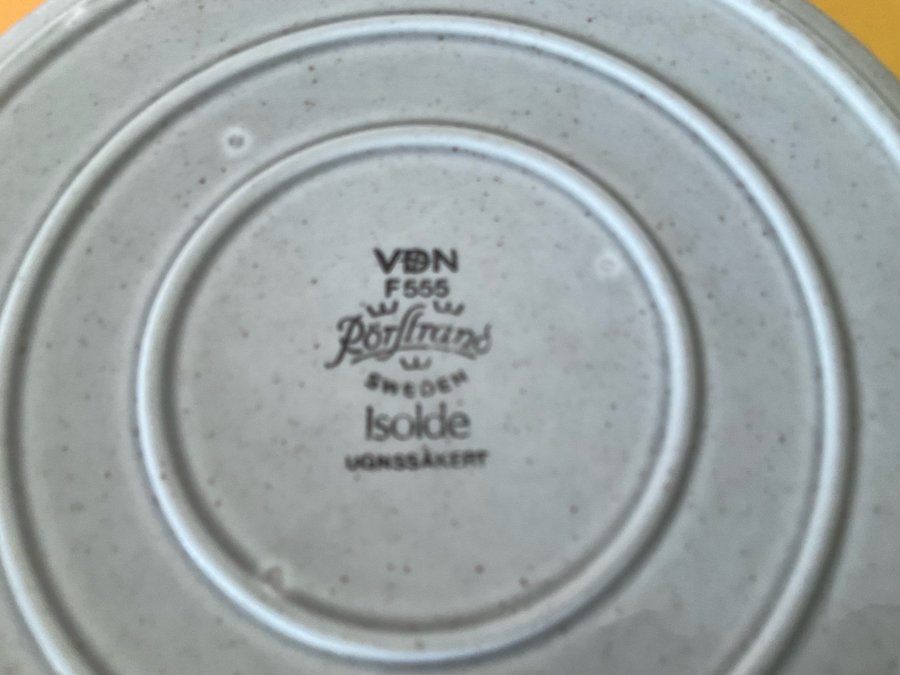 VDN
F555
Rörstrand
SWEDEN
Isolde
UGNSSÄKERT